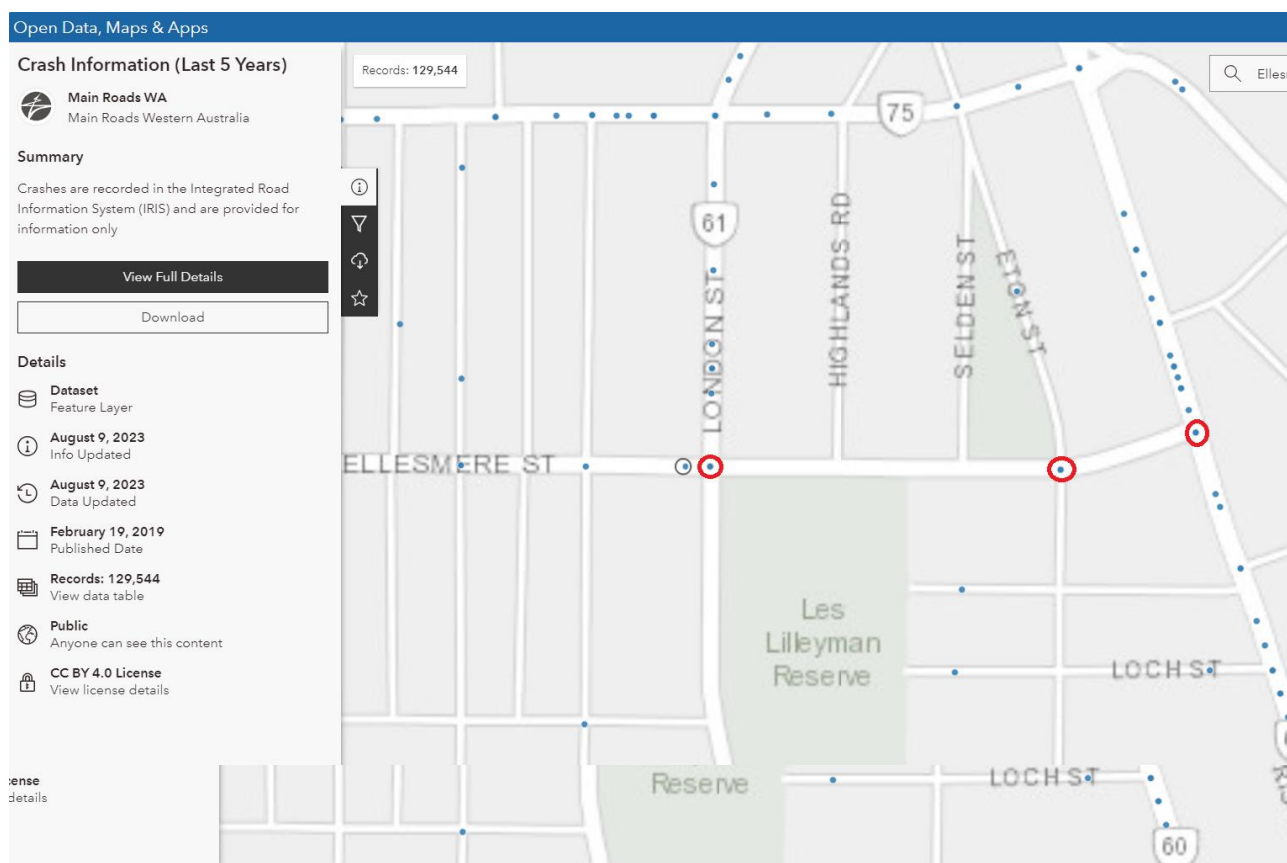 Open Data, Maps & Apps
Crash Information (Last 5 Years)
Main Roads WA
Main Roads Western Australia
Summary
Crashes are recorded in the Integrated Road
Information System (IRIS) and are provided for
information only
View Full Details
Download
Details
Dataset
Feature Layer
August 9, 2023
Info Updated
August 9, 2023
Data Updated
February 19, 2019
Published Date
Records: 129,544
View data table
Public
Anyone can see this content
CC BY 4.0 License
View license details
cense
details
Records: 129,544
Elles
75
61
LONDON ST
HIGHLANDS RD
SELDEN ST
ETON ST
ELLESMERE ST
Les
Lilleyman
Reserve
LOCH ST
Reserve
LOCH ST
60